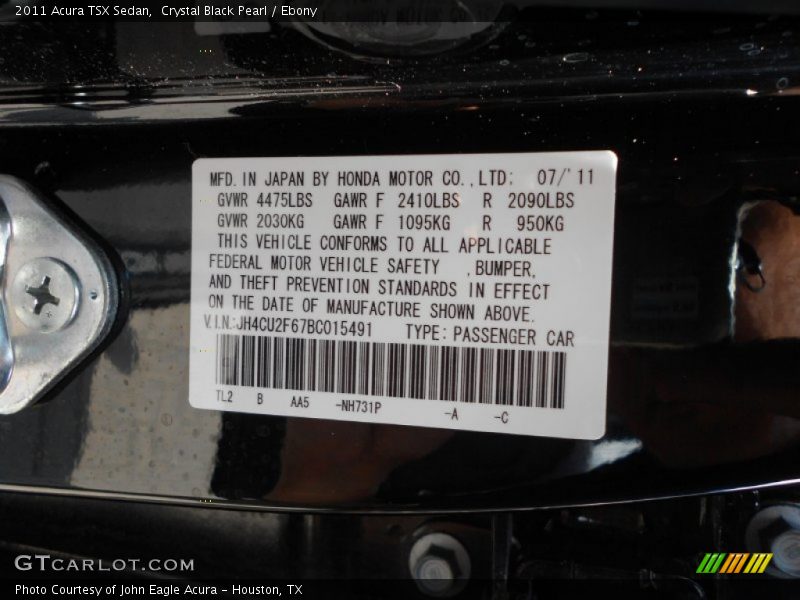 2011 Acura TSX Sedan,  Crystal Black Pearl / Ebony
MFD. IN JAPAN BY HONDA MOTOR CO.,LTD; 07/'11
GVWR 4475LBS GAWR F 2410LBS R 2090LBS
GVWR 2030KG GAWR F 1095KG R 950KG
THIS VEHICLE CONFORMS TO ALL APPLICABLE
FEDERAL MOTOR VEHICLE SAFETY ,BUMPER,
AND THEFT PREVENTION STANDARDS IN EFFECT
ON THE DATE OF MANUFACTURE SHOWN ABOVE.
V.I.N.:JH4CU2F67BC015491 TYPE: PASSENGER CAR
TL2 B AA5 -NH731P -A -C
GTCARLOT.COM
Photo Courtesy of John Eagle Acura - Houston, TX